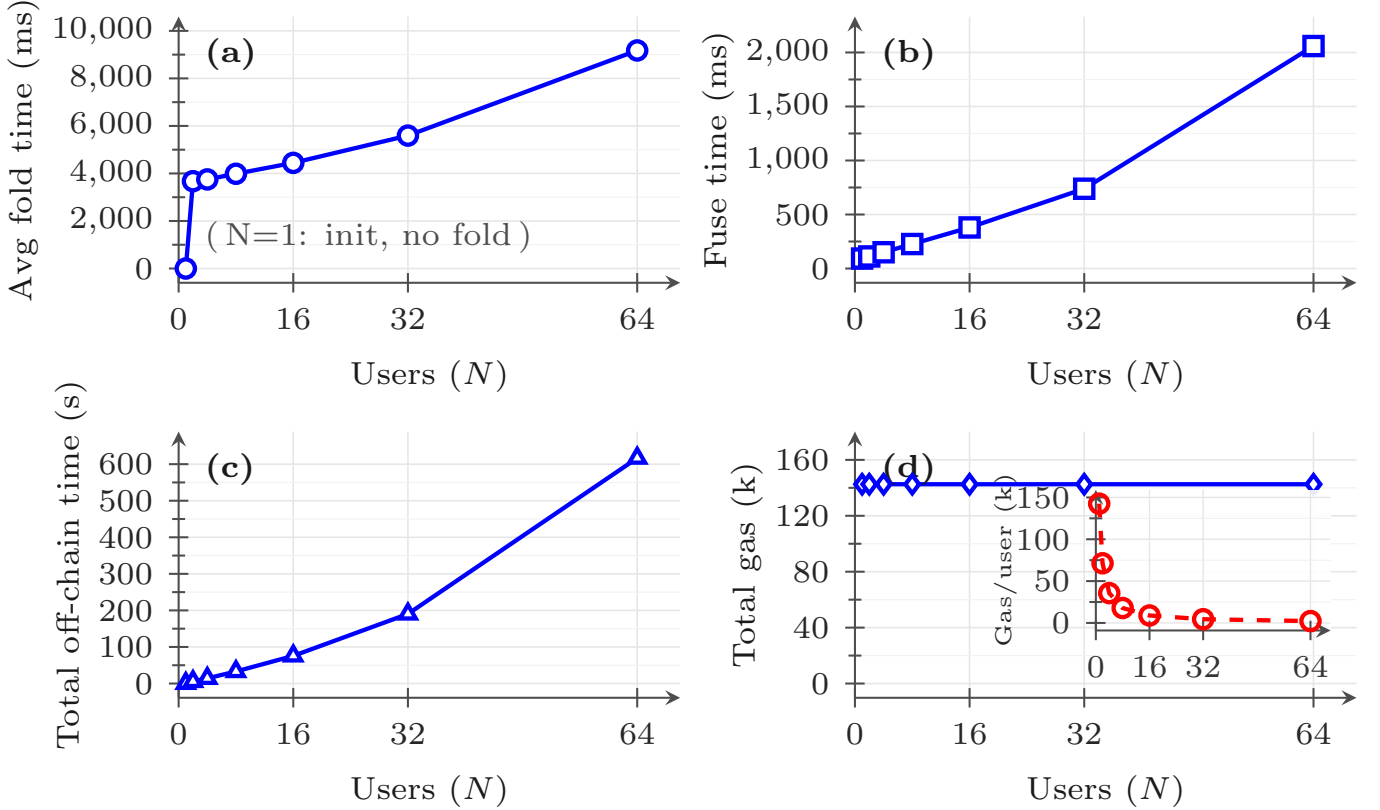 (a)
Avg fold time (ms)
10,000
8,000
6,000
4,000
2,000
0
(N=1: init, no fold)
0 16 32 64
Users (N)
(b)
Fuse time (ms)
2,000
1,500
1,000
500
0
0 16 32 64
Users (N)
(c)
Total off-chain time (s)
600
500
400
300
200
100
0
0 16 32 64
Users (N)
(d)
Total gas (k)
160
120
80
40
0
0 16 32 64
Users (N)
Gas/user (k)
150
100
50
0
0 16 32 64